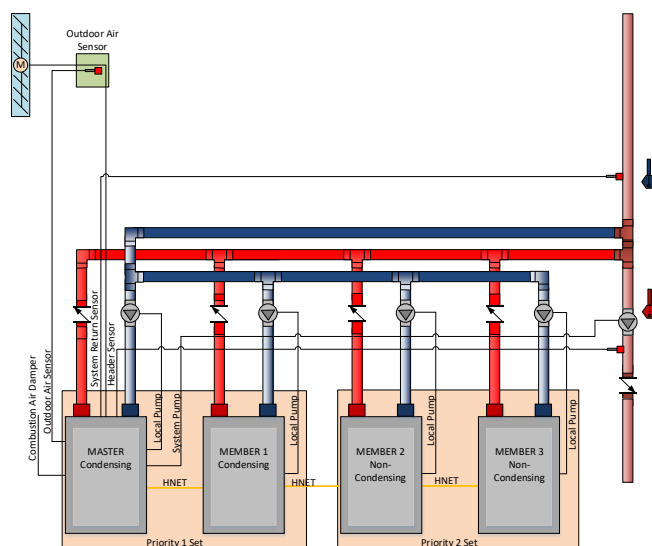 Outdoor Air
Sensor
M
Combustion Air Damper
Outdoor Air Sensor
System Return Sensor
Header Sensor
Local Pump
System Pump
Local Pump
Local Pump
Local Pump
MASTER
Condensing
MEMBER 1
Condensing
MEMBER 2
Non-
Condensing
MEMBER 3
Non-
Condensing
HNET
HNET
HNET
Priority 1 Set
Priority 2 Set